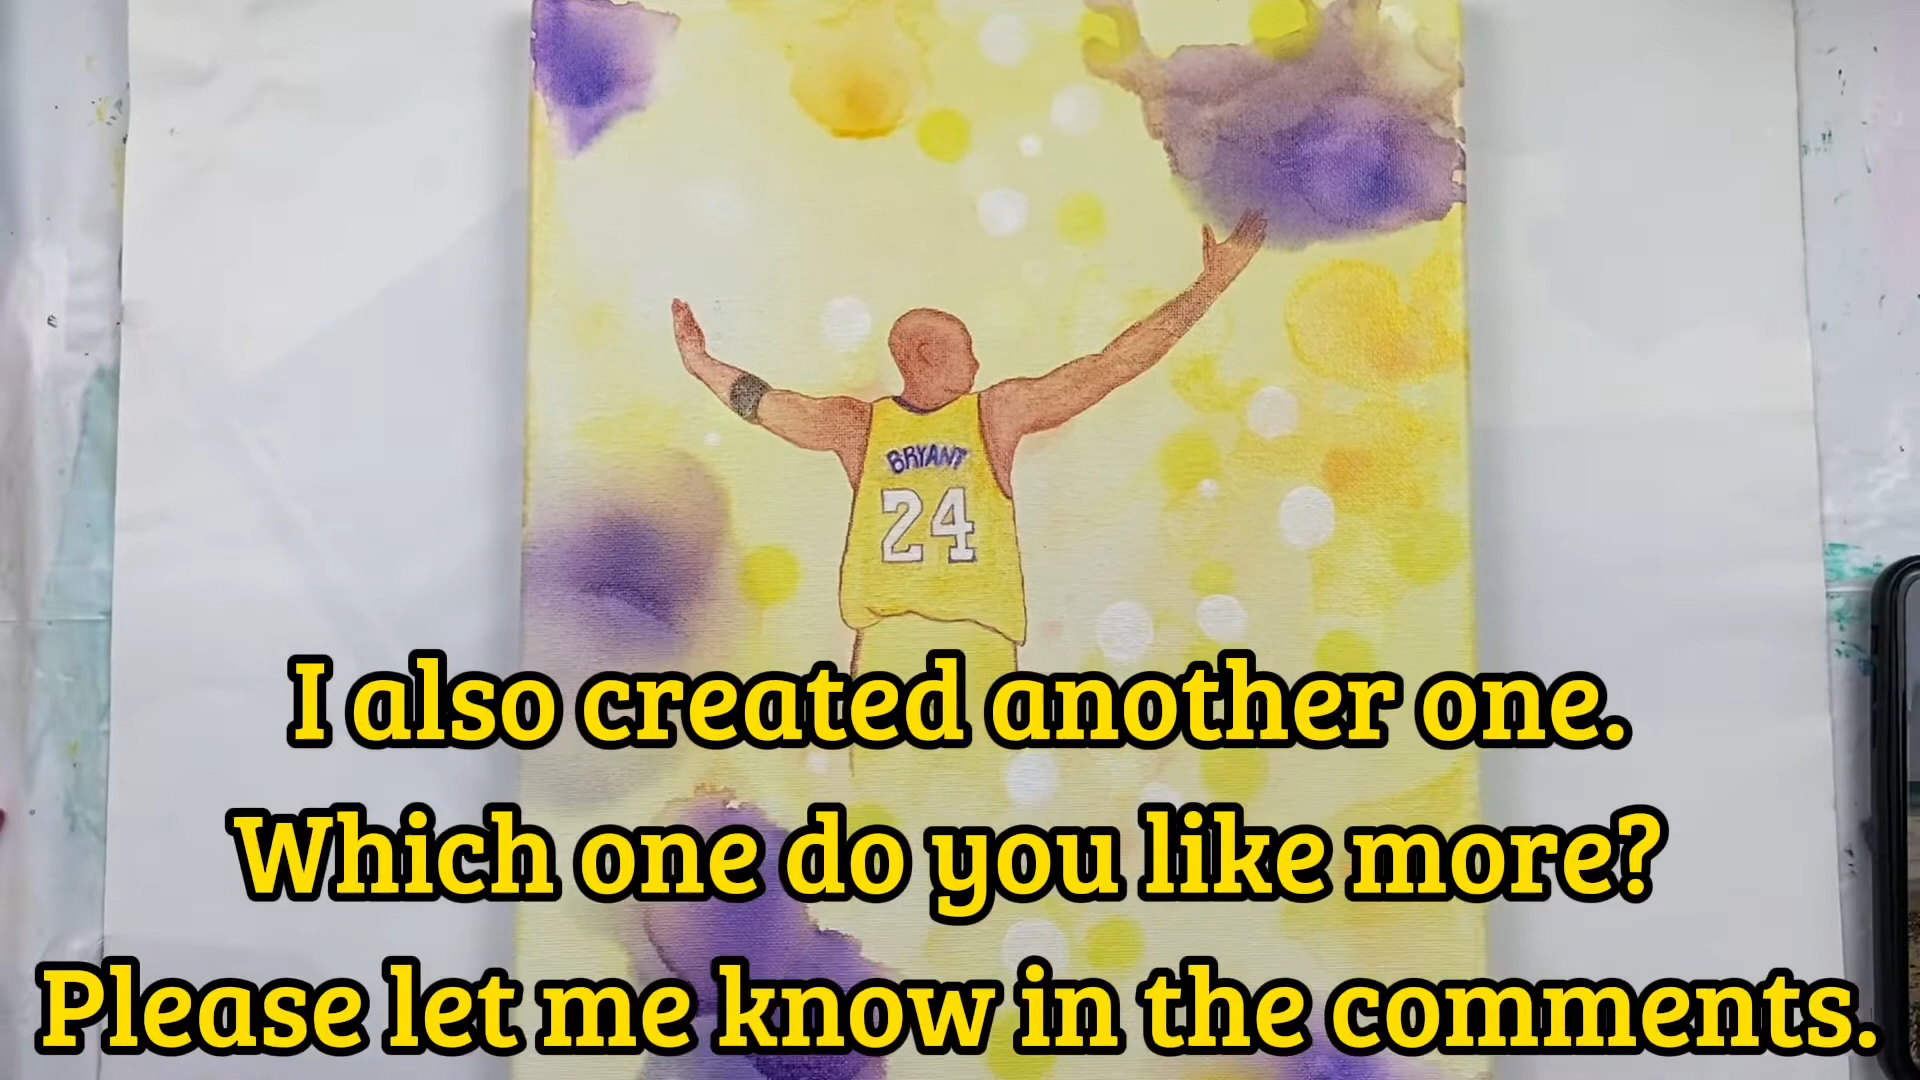 BRYANT
24
I also created another one.
Which one do you like more?
Please let me know in the comments.